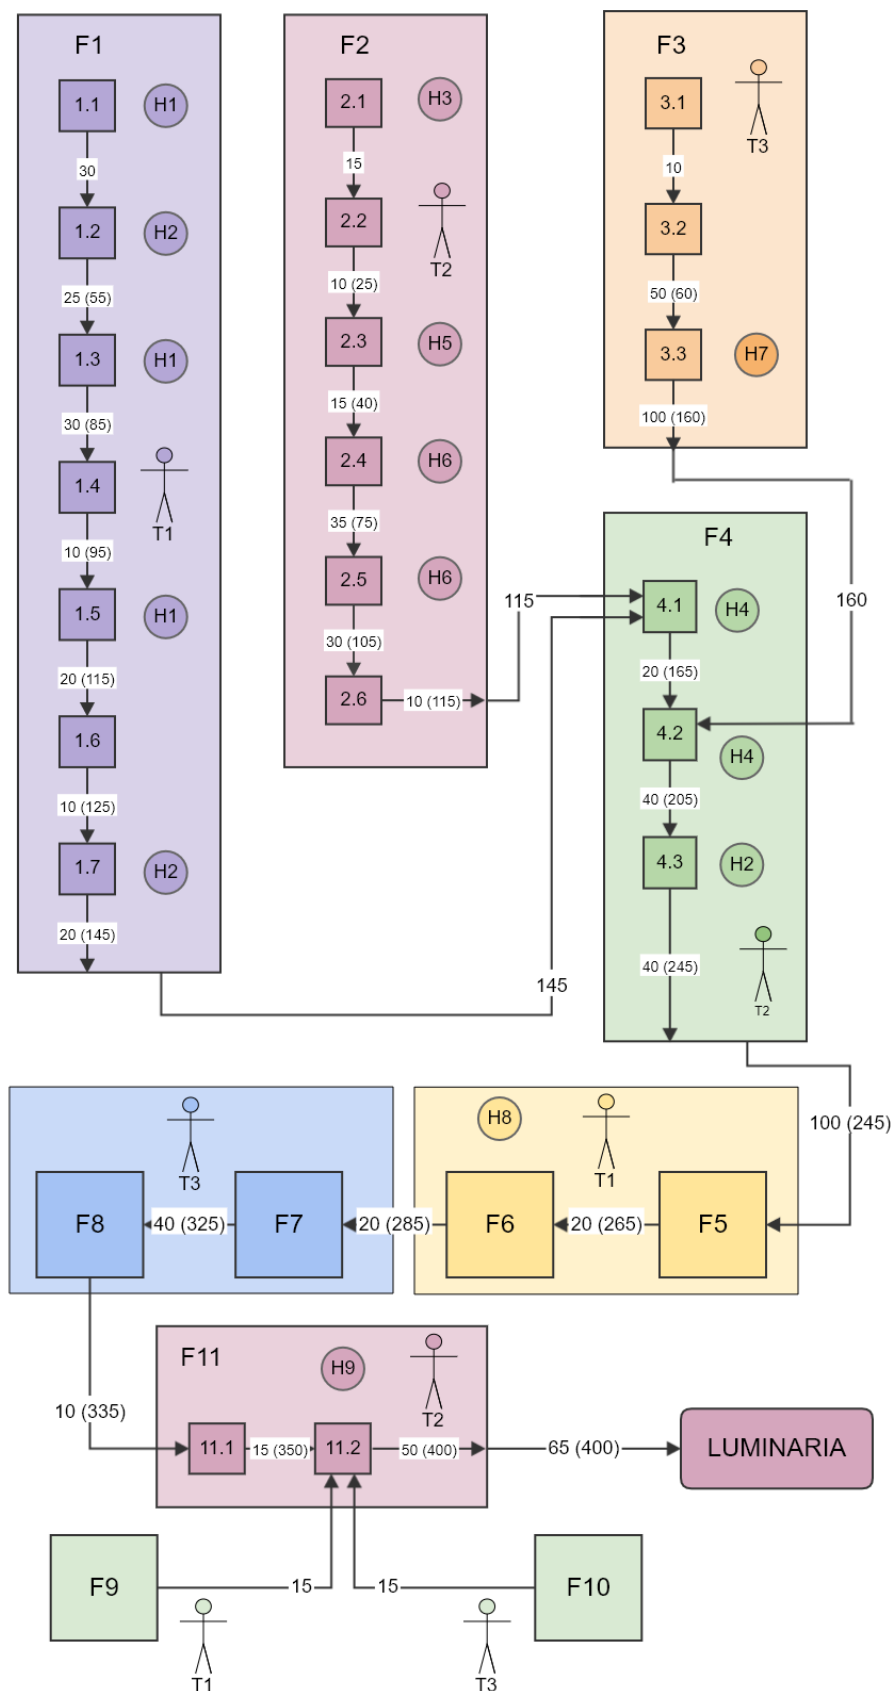 F1
1.1
H1
30
1.2
H2
25 (55)
1.3
H1
30 (85)
1.4
T1
10 (95)
1.5
H1
20 (115)
1.6
10 (125)
1.7
H2
20 (145)
145
F2
2.1
H3
15
2.2
T2
10 (25)
2.3
H5
15 (40)
2.4
H6
35 (75)
2.5
H6
30 (105)
2.6
10 (115)
115
F3
3.1
T3
10
3.2
50 (60)
3.3
H7
100 (160)
160
F4
4.1
H4
20 (165)
4.2
H4
40 (205)
4.3
H2
40 (245)
T2
100 (245)
H8
T1
F5
20 (265)
F6
20 (285)
T3
F7
40 (325)
F8
10 (335)
F11
H9
T2
11.1
15 (350)
11.2
50 (400)
65 (400)
LUMINARIA
F9
15
T1
15
F10
T3